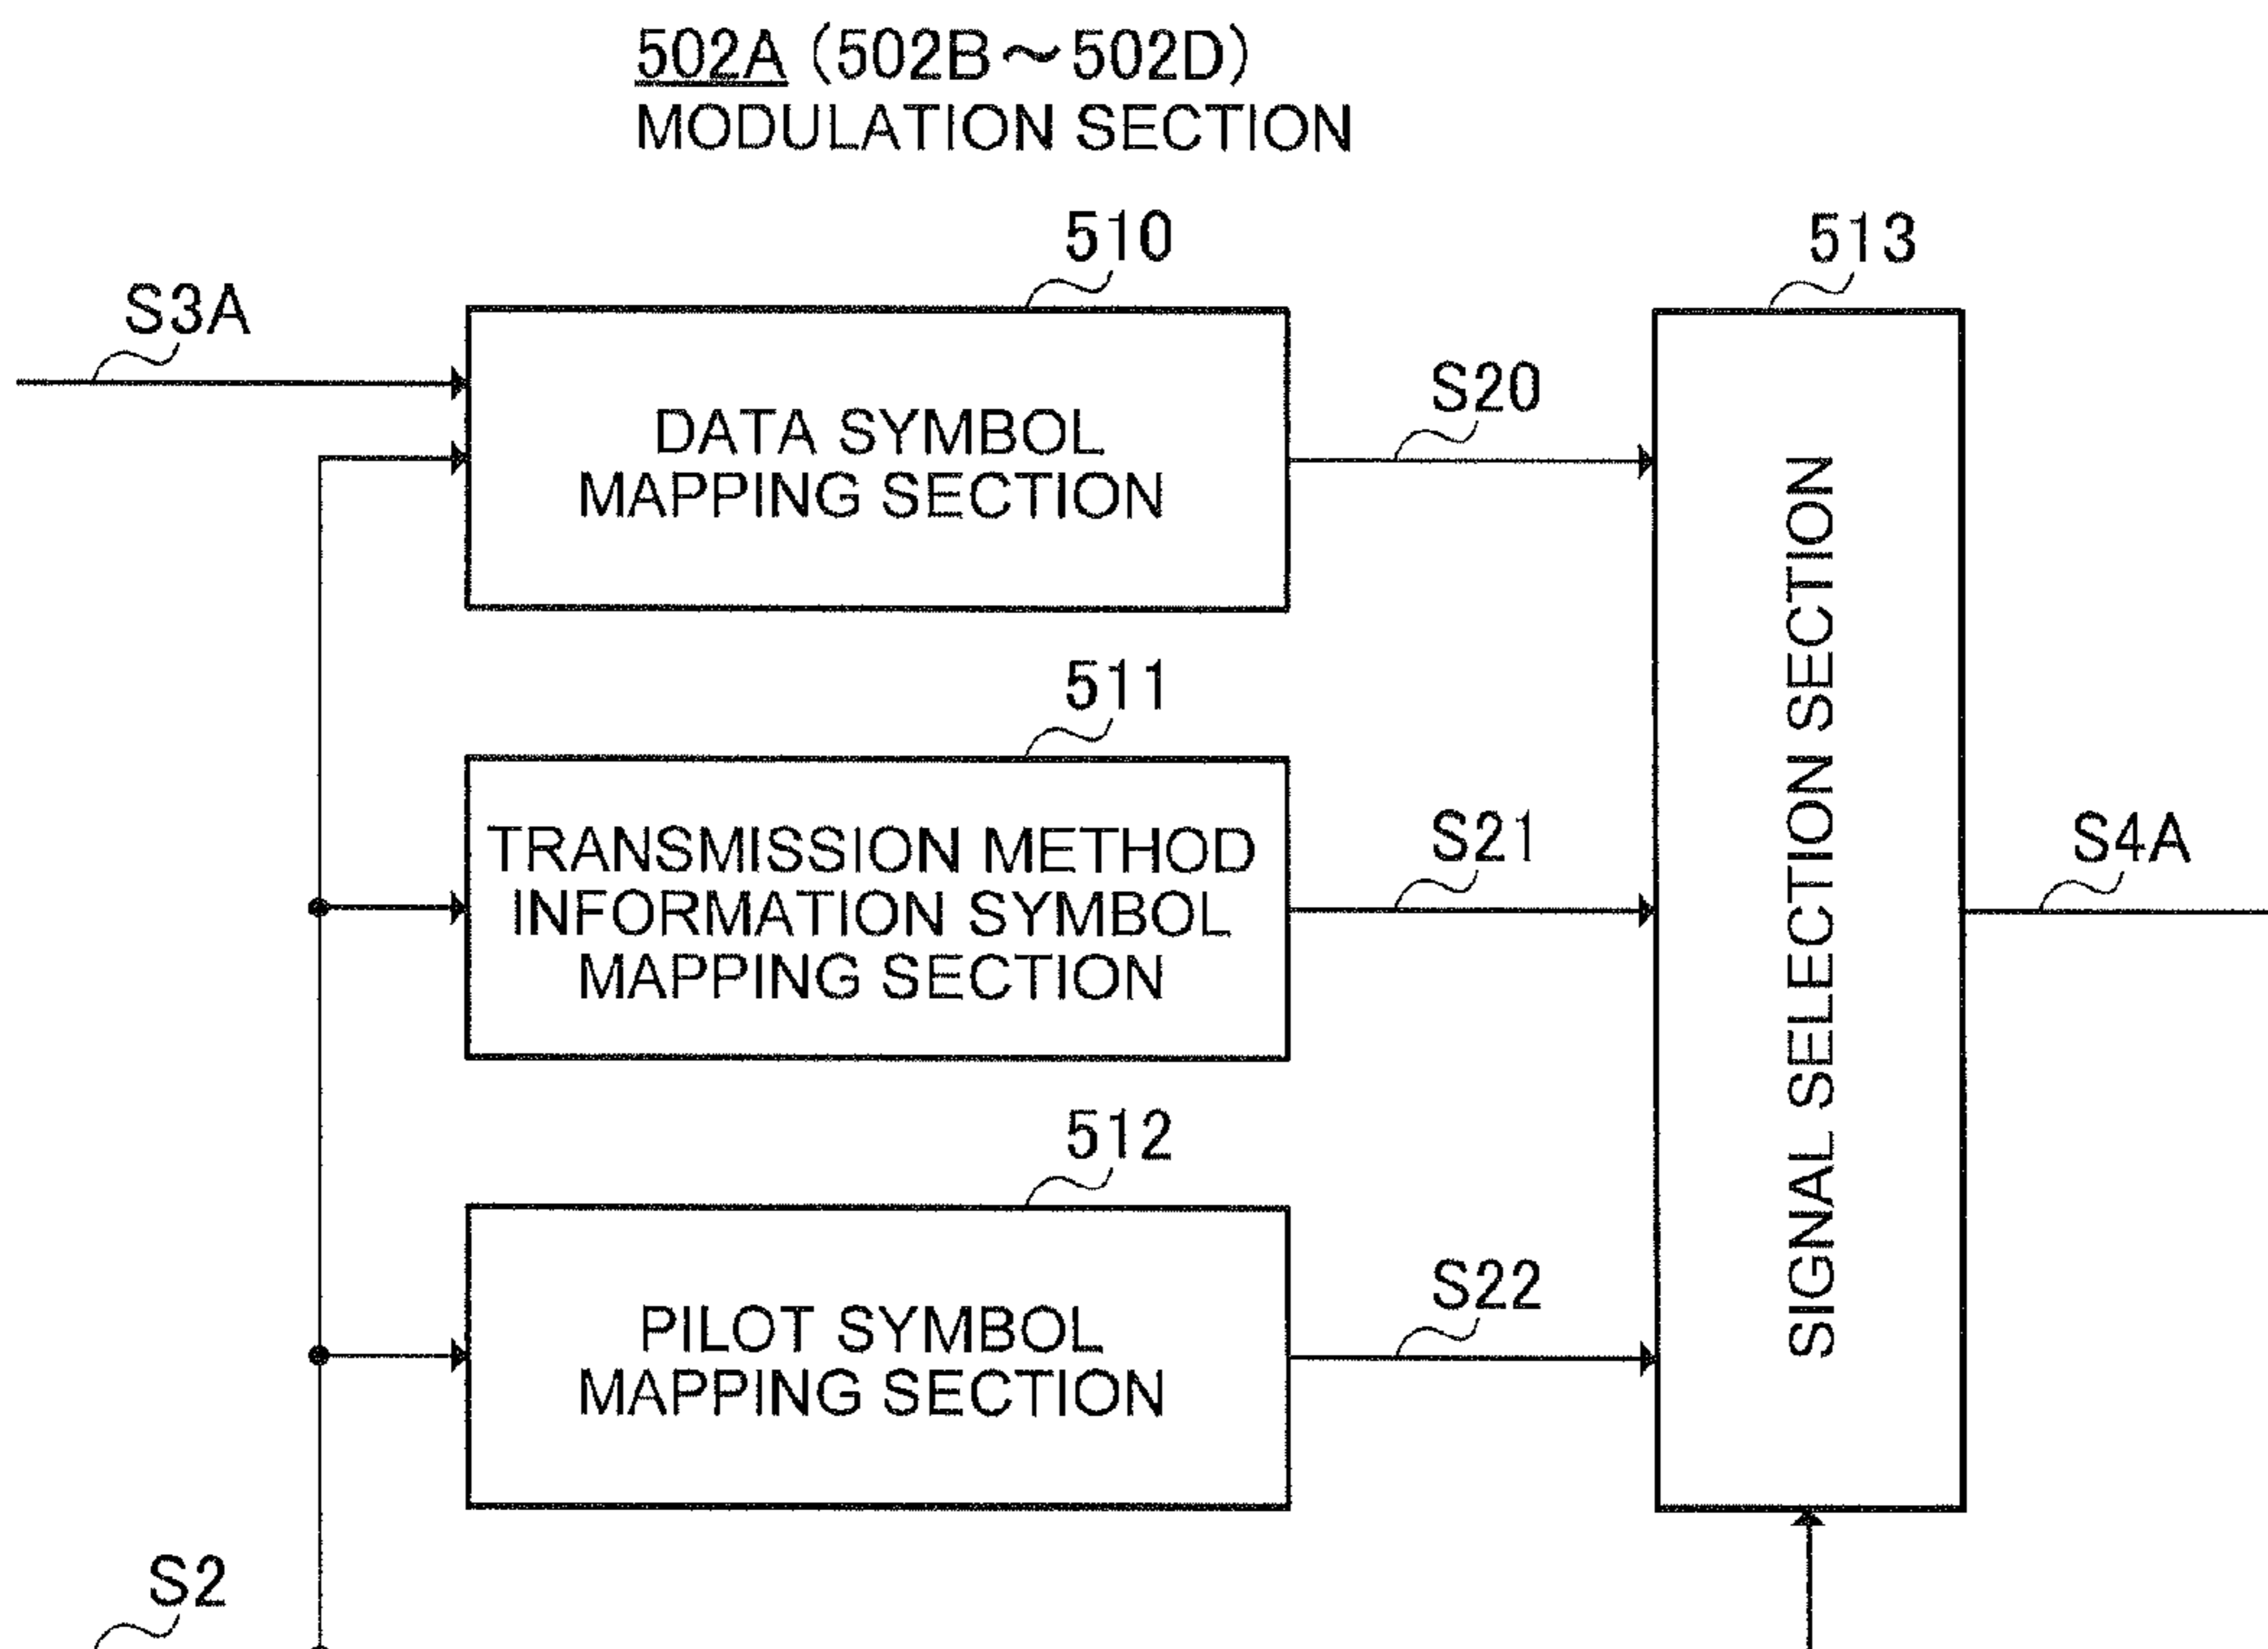 502A (502B～502D)
MODULATION SECTION
510
513
S3A
DATA SYMBOL
MAPPING SECTION
S20
511
TRANSMISSION METHOD
INFORMATION SYMBOL
MAPPING SECTION
S21
SIGNAL SELECTION SECTION
S4A
512
PILOT SYMBOL
MAPPING SECTION
S22
S2